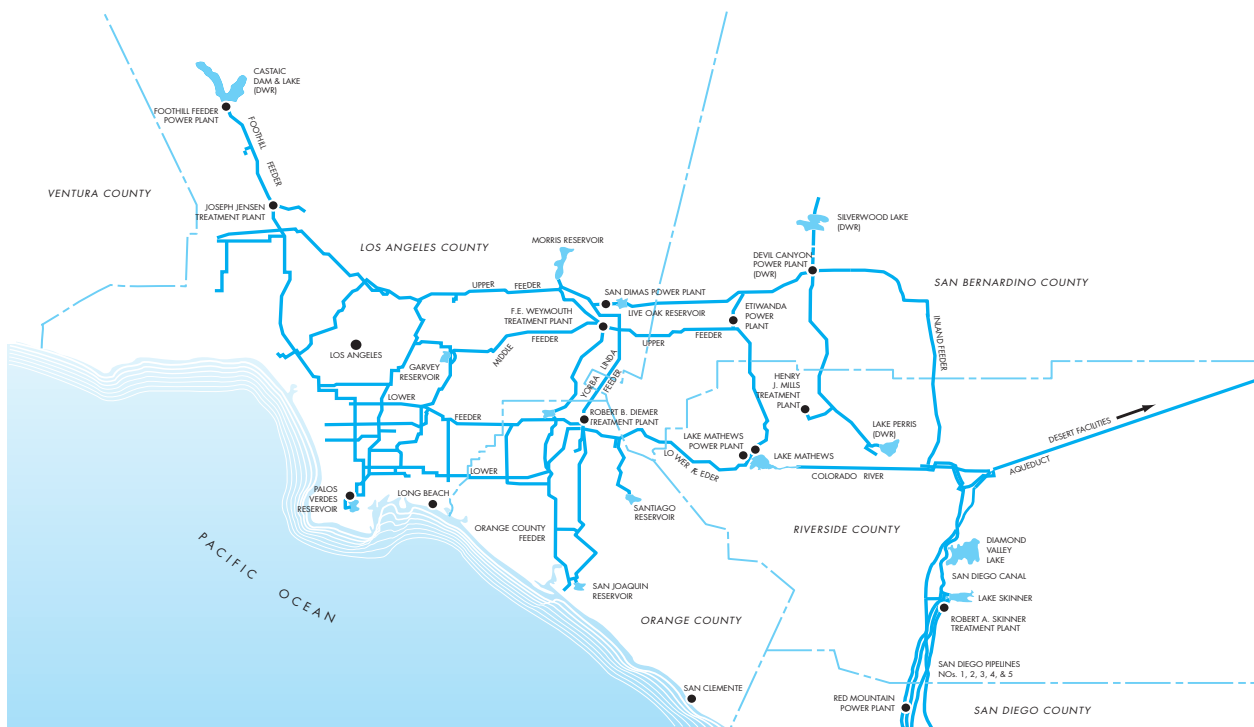 CASTAIC
DAM & LAKE
(DWR)
FOOTHILL FEEDER
POWER PLANT
FOOTHILL
FEEDER
VENTURA COUNTY
JOSEPH JENSEN
TREATMENT PLANT
LOS ANGELES COUNTY
MORRIS RESERVOIR
SILVERWOOD LAKE
(DWR)
DEVIL CANYON
POWER PLANT
(DWR)
SAN BERNARDINO COUNTY
UPPER
FEEDER
SAN DIMAS POWER PLANT
LIVE OAK RESERVOIR
F.E. WEYMOUTH
TREATMENT PLANT
ETIWANDA
POWER
PLANT
INLAND FEEDER
LOS ANGELES
MIDDLE
FEEDER
UPPER
FEEDER
GARVEY
RESERVOIR
YORBA LINDA
FEEDER
HENRY
J. MILLS
TREATMENT
PLANT
LOWER
FEEDER
ROBERT B. DIEMER
TREATMENT PLANT
LAKE PERRIS
(DWR)
DESERT FACILITIES
AQUEDUCT
LAKE MATHEWS
POWER PLANT
LAKE MATHEWS
LOWER
LO WER Æ EDER
COLORADO RIVER
PALOS
VERDES
RESERVOIR
LONG BEACH
SANTIAGO
RESERVOIR
ORANGE COUNTY
FEEDER
RIVERSIDE COUNTY
DIAMOND
VALLEY
LAKE
PACIFIC
OCEAN
SAN JOAQUIN
RESERVOIR
SAN DIEGO CANAL
LAKE SKINNER
ORANGE COUNTY
ROBERT A. SKINNER
TREATMENT PLANT
SAN DIEGO PIPELINES
NOs. 1, 2, 3, 4, & 5
SAN CLEMENTE
RED MOUNTAIN
POWER PLANT
SAN DIEGO COUNTY